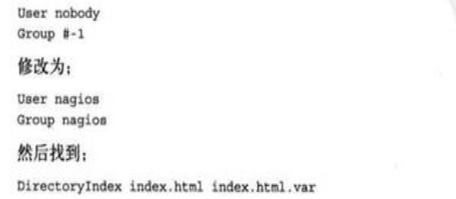 User nobody
Group #-1
修改为:
User nagios
Group nagios
然后找到:
DirectoryIndex index.html index.html.var